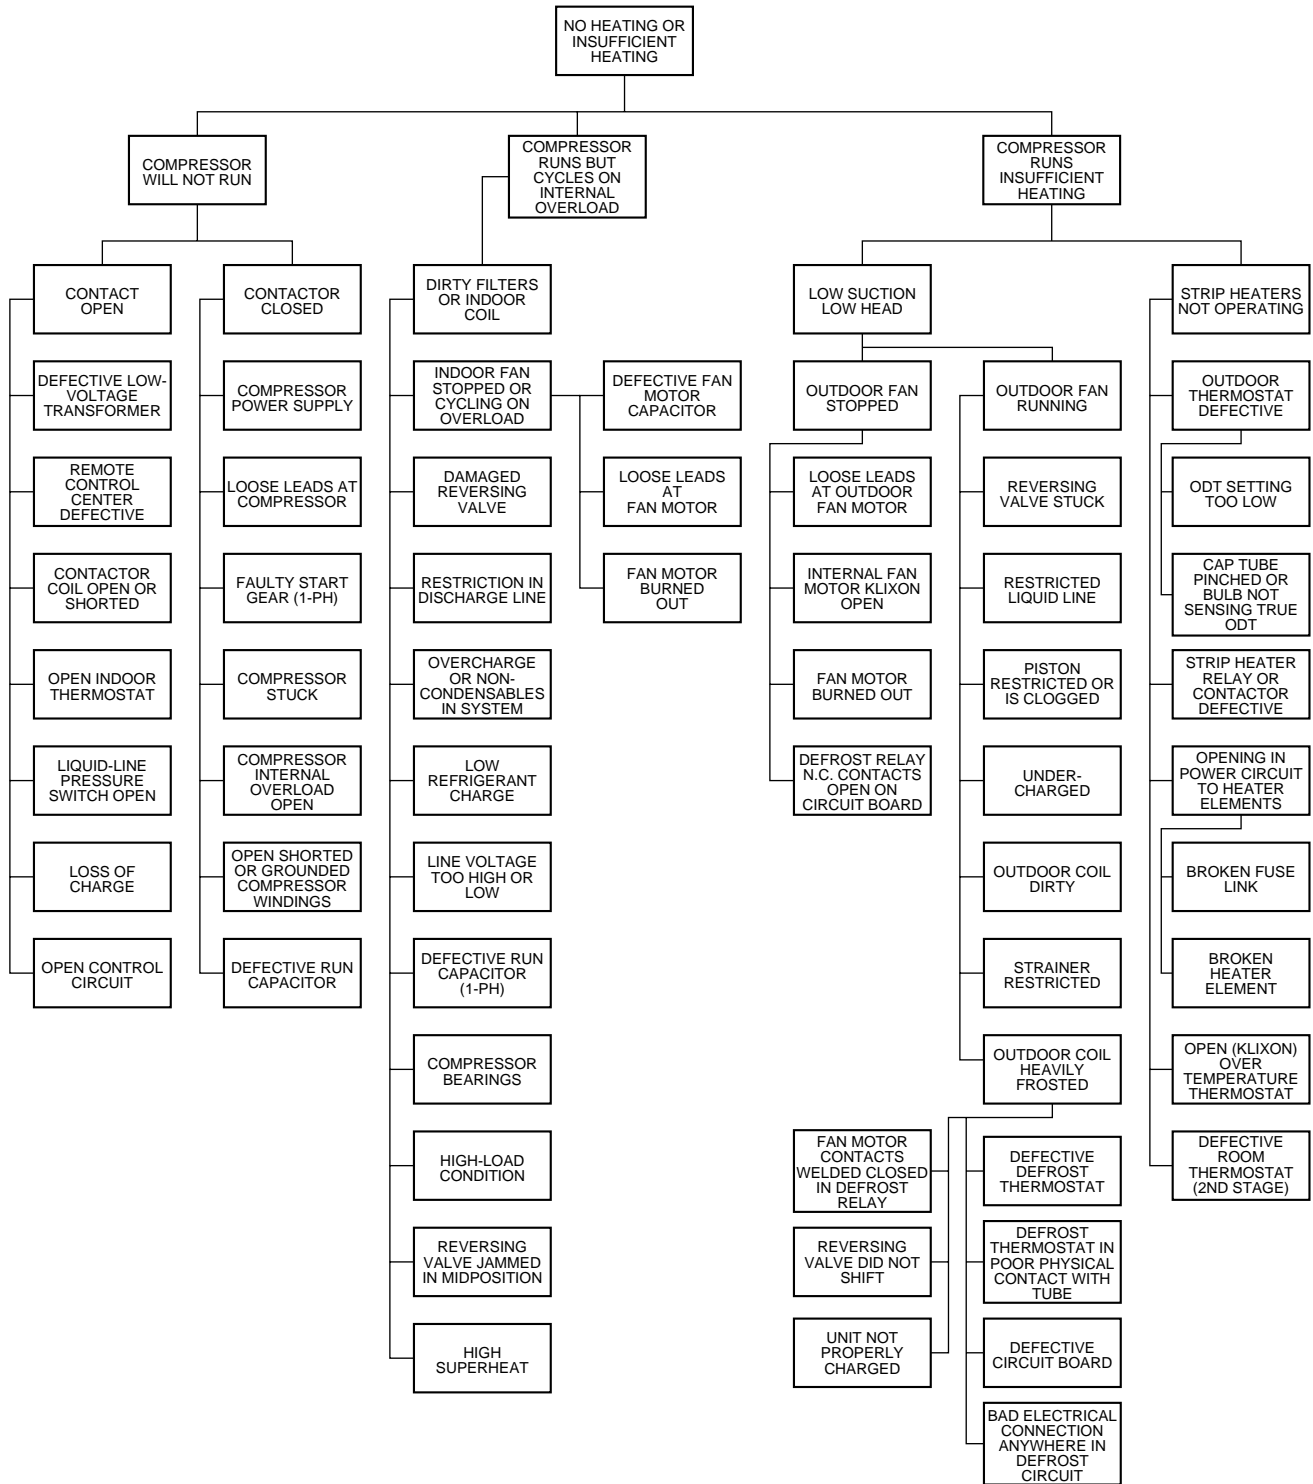 NO HEATING OR
INSUFFICIENT
HEATING
COMPRESSOR
WILL NOT RUN
COMPRESSOR
RUNS BUT
CYCLES ON
INTERNAL
OVERLOAD
COMPRESSOR
RUNS
INSUFFICIENT
HEATING
CONTACT
OPEN
DEFECTIVE LOW-
VOLTAGE
TRANSFORMER
REMOTE
CONTROL
CENTER
DEFECTIVE
CONTACTOR
COIL OPEN OR
SHORTED
OPEN INDOOR
THERMOSTAT
LIQUID-LINE
PRESSURE
SWITCH OPEN
LOSS OF
CHARGE
OPEN CONTROL
CIRCUIT
CONTACTOR
CLOSED
COMPRESSOR
POWER SUPPLY
LOOSE LEADS AT
COMPRESSOR
FAULTY START
GEAR (1-PH)
COMPRESSOR
STUCK
COMPRESSOR
INTERNAL
OVERLOAD
OPEN
OPEN SHORTED
OR GROUNDED
COMPRESSOR
WINDINGS
DEFECTIVE RUN
CAPACITOR
DIRTY FILTERS
OR INDOOR
COIL
INDOOR FAN
STOPPED OR
CYCLING ON
OVERLOAD
DAMAGED
REVERSING
VALVE
RESTRICTION IN
DISCHARGE LINE
OVERCHARGE
OR NON-
CONDENSABLES
IN SYSTEM
LOW
REFRIGERANT
CHARGE
LINE VOLTAGE
TOO HIGH OR
LOW
DEFECTIVE RUN
CAPACITOR
(1-PH)
COMPRESSOR
BEARINGS
HIGH-LOAD
CONDITION
REVERSING
VALVE JAMMED
IN MIDPOSITION
HIGH
SUPERHEAT
DEFECTIVE FAN
MOTOR
CAPACITOR
LOOSE LEADS
AT
FAN MOTOR
FAN MOTOR
BURNED
OUT
LOW SUCTION
LOW HEAD
OUTDOOR FAN
STOPPED
LOOSE LEADS
AT OUTDOOR
FAN MOTOR
INTERNAL FAN
MOTOR KLIXON
OPEN
FAN MOTOR
BURNED OUT
DEFROST RELAY
N.C. CONTACTS
OPEN ON
CIRCUIT BOARD
OUTDOOR FAN
RUNNING
REVERSING
VALVE STUCK
RESTRICTED
LIQUID LINE
PISTON
RESTRICTED OR
IS CLOGGED
UNDER-
CHARGED
OUTDOOR COIL
DIRTY
STRAINER
RESTRICTED
OUTDOOR COIL
HEAVILY
FROSTED
FAN MOTOR
CONTACTS
WELDED CLOSED
IN DEFROST
RELAY
REVERSING
VALVE DID NOT
SHIFT
UNIT NOT
PROPERLY
CHARGED
DEFECTIVE
DEFROST
THERMOSTAT
DEFROST
THERMOSTAT IN
POOR PHYSICAL
CONTACT WITH
TUBE
DEFECTIVE
CIRCUIT BOARD
BAD ELECTRICAL
CONNECTION
ANYWHERE IN
DEFROST
CIRCUIT
STRIP HEATERS
NOT OPERATING
OUTDOOR
THERMOSTAT
DEFECTIVE
ODT SETTING
TOO LOW
CAP TUBE
PINCHED OR
BULB NOT
SENSING TRUE
ODT
STRIP HEATER
RELAY OR
CONTACTOR
DEFECTIVE
OPENING IN
POWER CIRCUIT
TO HEATER
ELEMENTS
BROKEN FUSE
LINK
BROKEN
HEATER
ELEMENT
OPEN (KLIXON)
OVER
TEMPERATURE
THERMOSTAT
DEFECTIVE
ROOM
THERMOSTAT
(2ND STAGE)